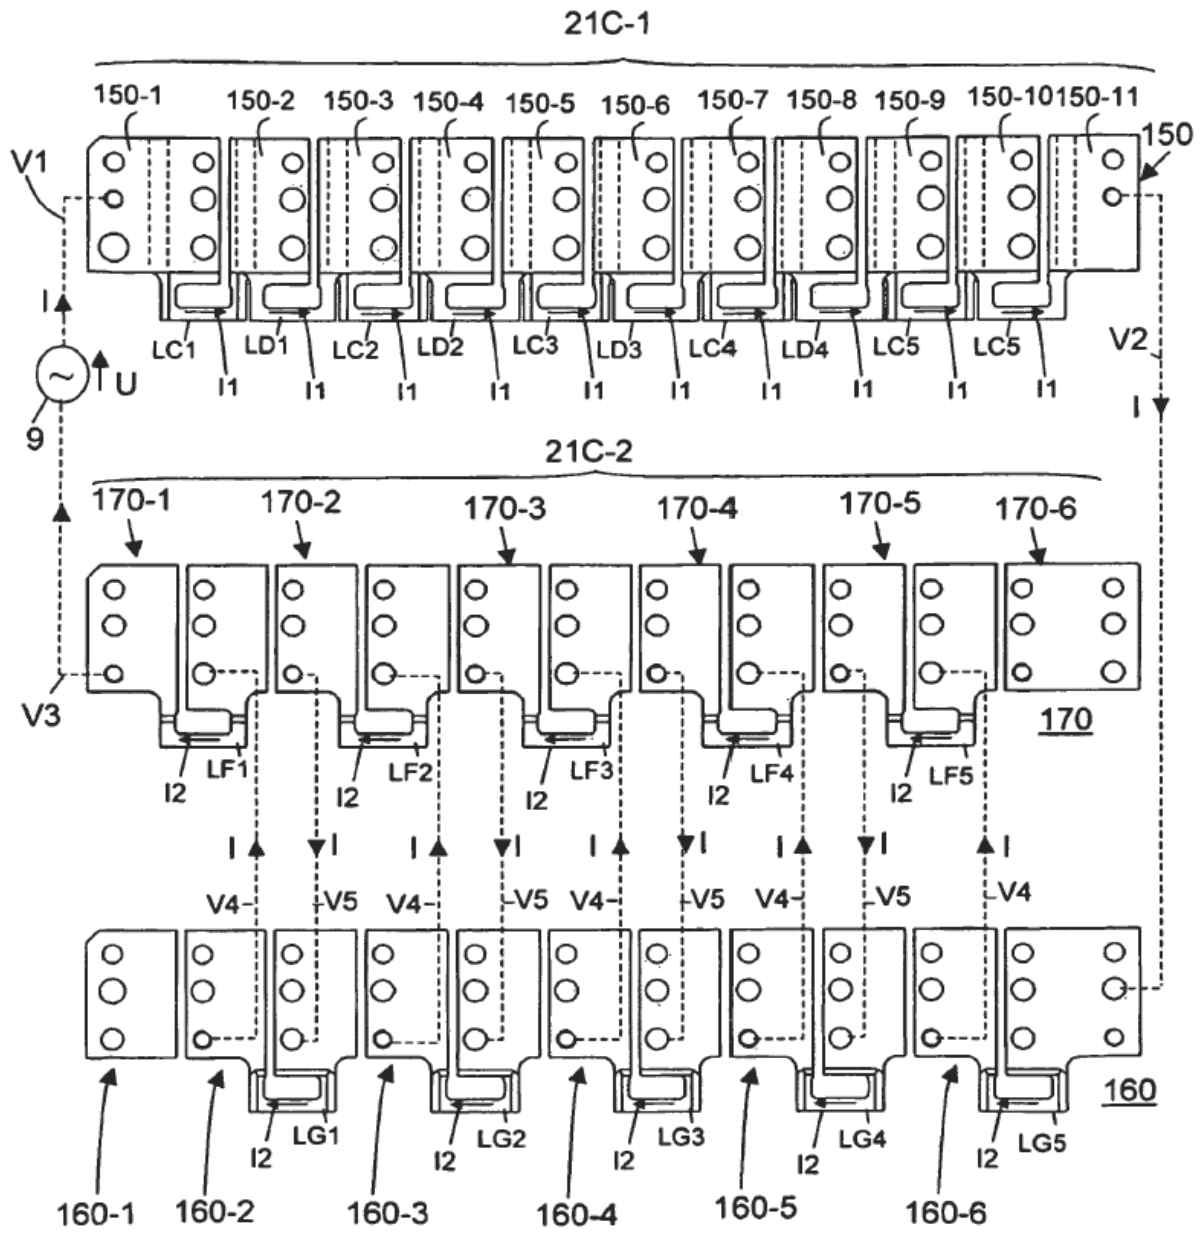 21C-1
150-1 150-2 150-3 150-4 150-5 150-6 150-7 150-8 150-9 150-10 150-11
150
V1
I
~ U
9
LC1 LD1 LC2 LD2 LC3 LD3 LC4 LD4 LC5 LC5
I1 I1 I1 I1 I1 I1 I1 I1 I1 I1
V2
I
21C-2
170-1 170-2 170-3 170-4 170-5 170-6
V3
170
LF1 LF2 LF3 LF4 LF5
I2 I2 I2 I2 I2
I I I I I I I I I
V4 V5 V4 V5 V4 V5 V4 V5 V4
160
LG1 LG2 LG3 LG4 LG5
I2 I2 I2 I2 I2
160-1 160-2 160-3 160-4 160-5 160-6